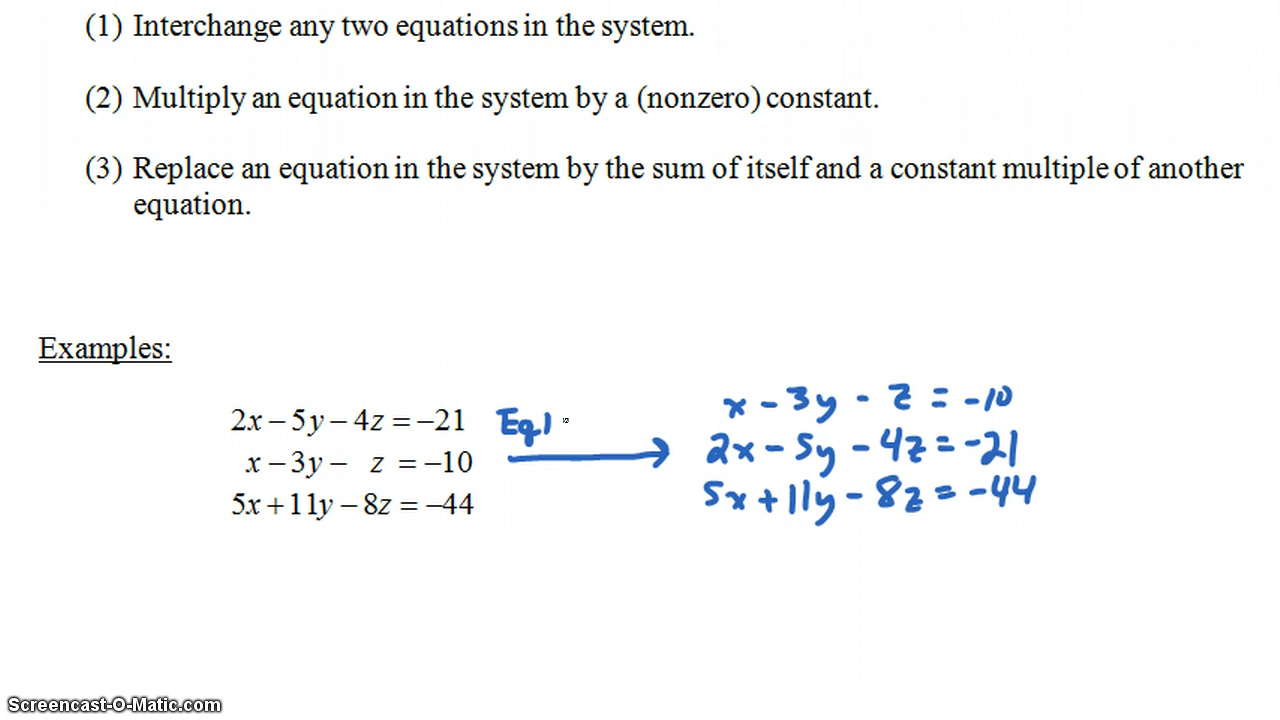 (1) Interchange any two equations in the system.
(2) Multiply an equation in the system by a (nonzero) constant.
(3) Replace an equation in the system by the sum of itself and a constant multiple of another
equation.
Examples:
2x – 5y – 4z = –21
x – 3y – z = –10
5x + 11y – 8z = –44
Eq1
x - 3y - z = -10
2x - 5y - 4z = -21
5x + 11y - 8z = -44
Screencast-O-Matic.com